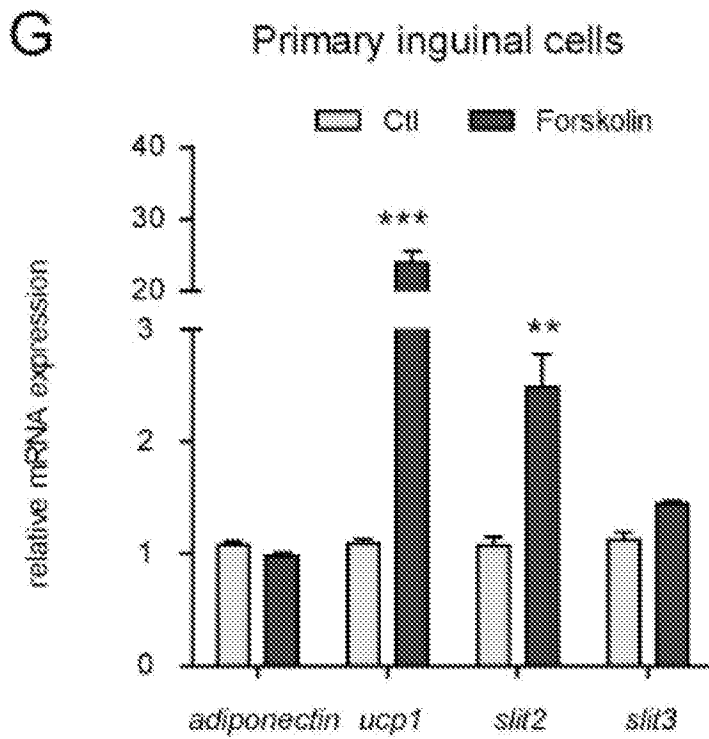 G
Primary inguinal cells
Ctl Forskolin
40
30
***
20
3
**
2
1
0
relative mRNA expression
adiponectin ucp1 slit2 slit3